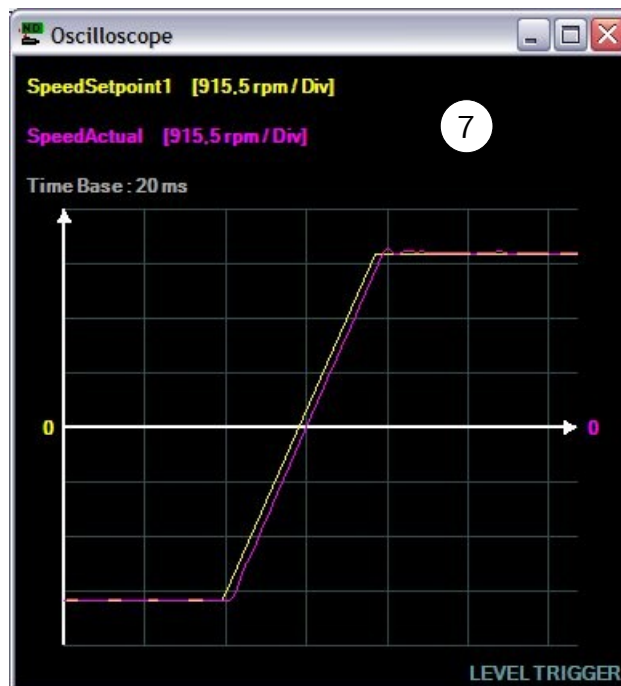 ND
Oscilloscope
SpeedSetpoint1 [915,5 rpm / Div]
SpeedActual [915,5 rpm / Div]
7
Time Base : 20 ms
0 0
LEVEL TRIGGER